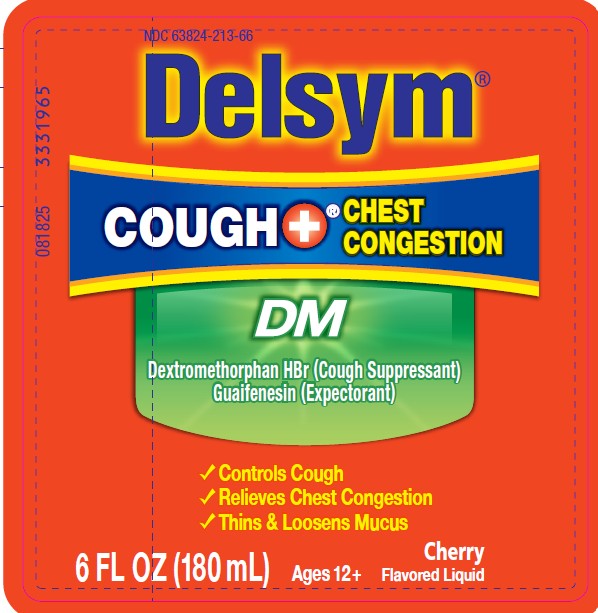 NDC 63824-213-66
Delsym®
COUGH+® CHEST
CONGESTION
DM
Dextromethorphan HBr (Cough Suppressant)
Guaifenesin (Expectorant)
✓ Controls Cough
✓ Relieves Chest Congestion
✓ Thins & Loosens Mucus
6 FL OZ (180 mL) Ages 12+
Cherry
Flavored Liquid
081825 3331965